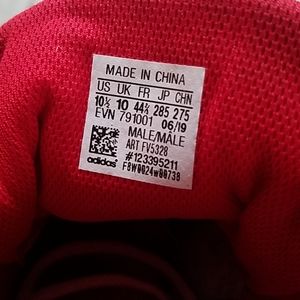 MADE IN CHINA
US UK FR JP CHN
10½ 10 44⅔ 285 275
EVN 791001 06/19
MALE/MÂLE
ART FV5328
#123395211
F8W0024w00738
adidas